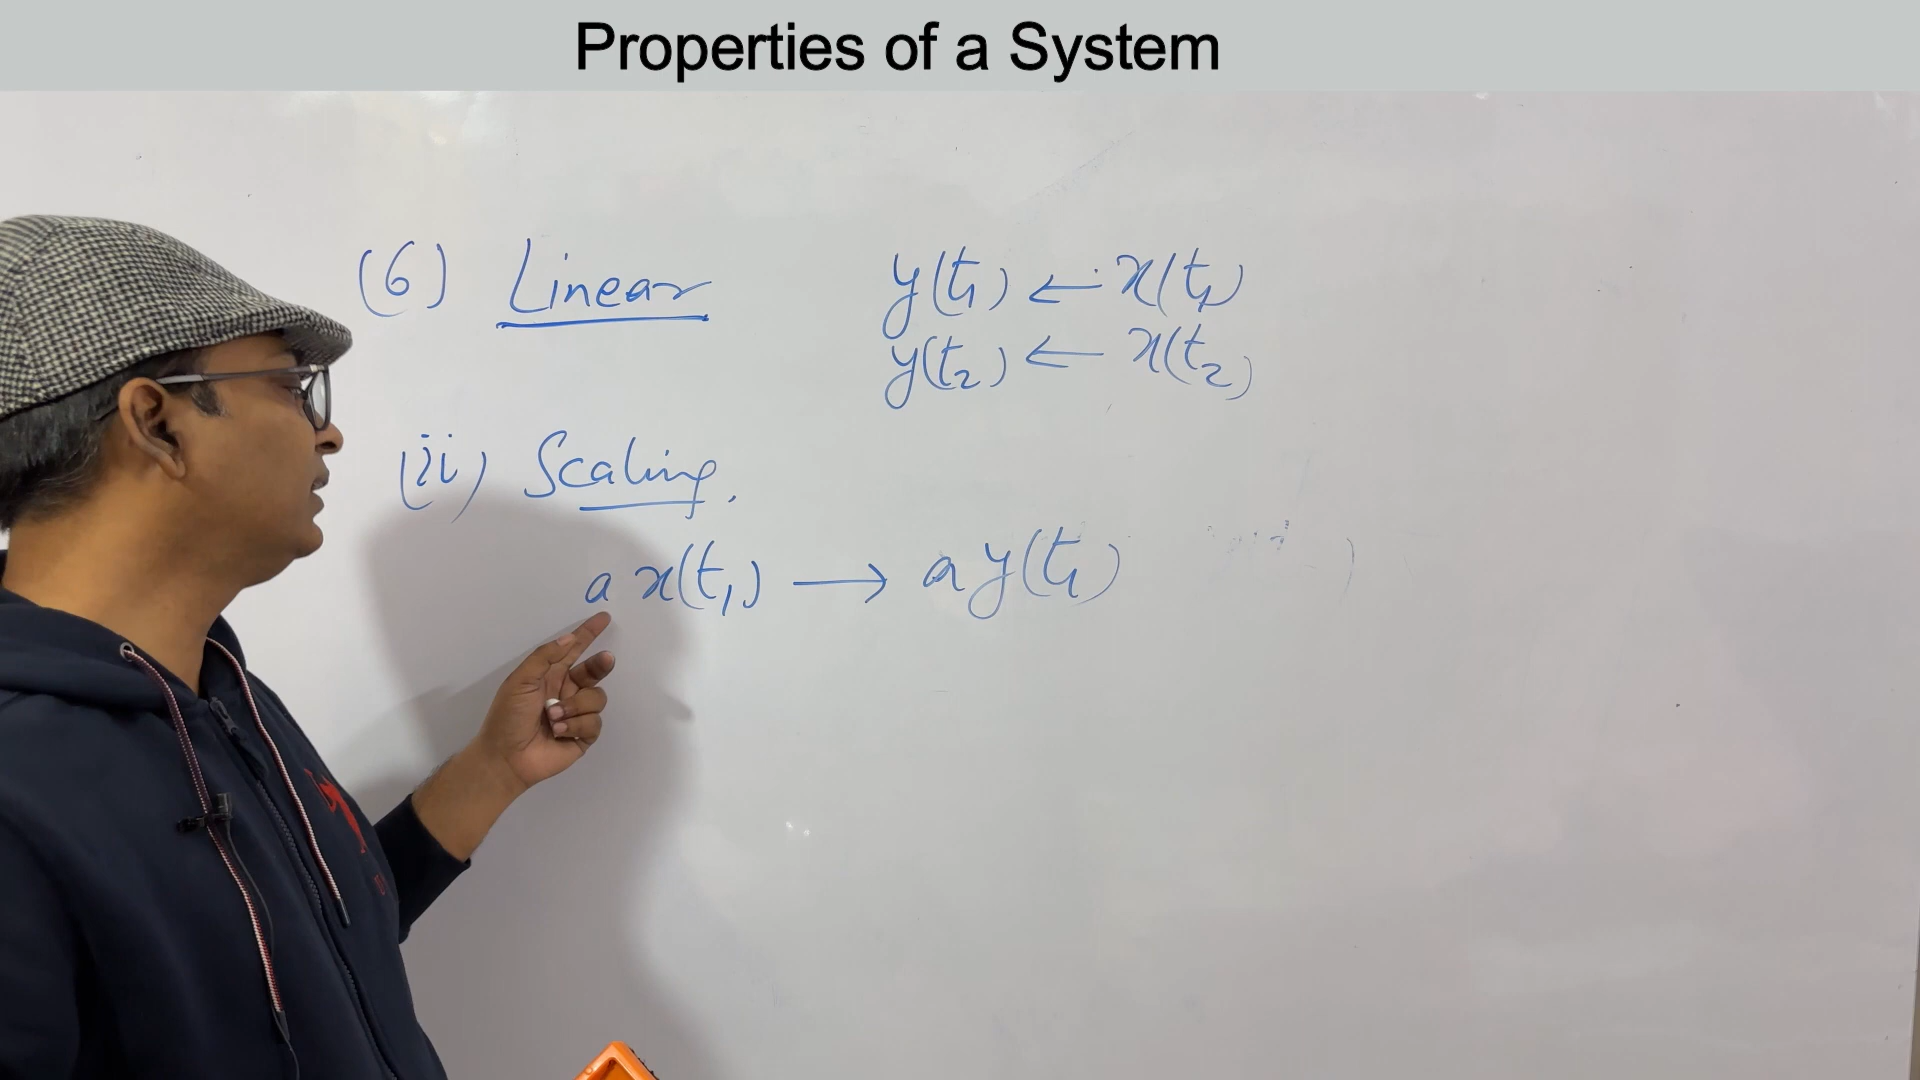 Properties of a System
(6) Linear
y(t₁) ← x(t₁)
y(t₂) ← x(t₂)
(ii) Scaling.
a x(t₁) → a y(t₁)